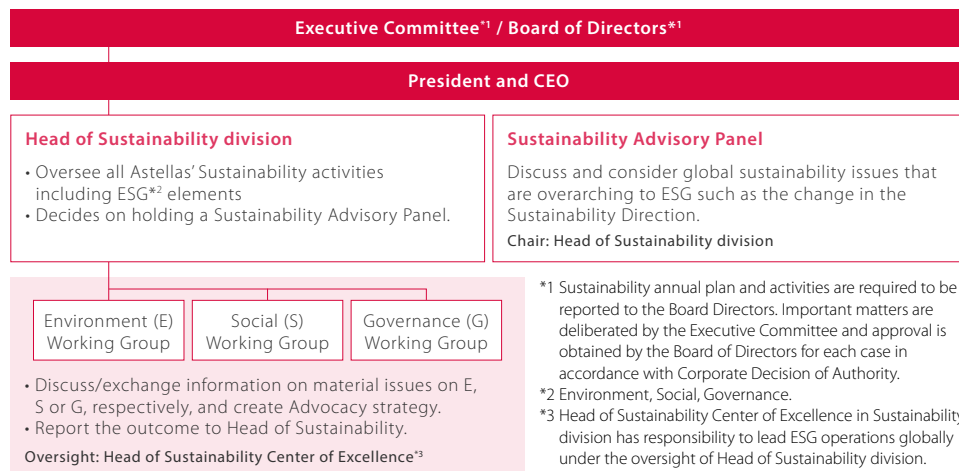 Executive Committee*1 / Board of Directors*1
President and CEO
Head of Sustainability division
• Oversee all Astellas’ Sustainability activities
including ESG*2 elements
• Decides on holding a Sustainability Advisory Panel.
Sustainability Advisory Panel
Discuss and consider global sustainability issues that
are overarching to ESG such as the change in the
Sustainability Direction.
Chair: Head of Sustainability division
Environment (E)
Working Group
Social (S)
Working Group
Governance (G)
Working Group
• Discuss/exchange information on material issues on E,
S or G, respectively, and create Advocacy strategy.
• Report the outcome to Head of Sustainability.
Oversight: Head of Sustainability Center of Excellence*3
*1 Sustainability annual plan and activities are required to be
reported to the Board Directors. Important matters are
deliberated by the Executive Committee and approval is
obtained by the Board of Directors for each case in
accordance with Corporate Decision of Authority.
*2 Environment, Social, Governance.
*3 Head of Sustainability Center of Excellence in Sustainability
division has responsibility to lead ESG operations globally
under the oversight of Head of Sustainability division.